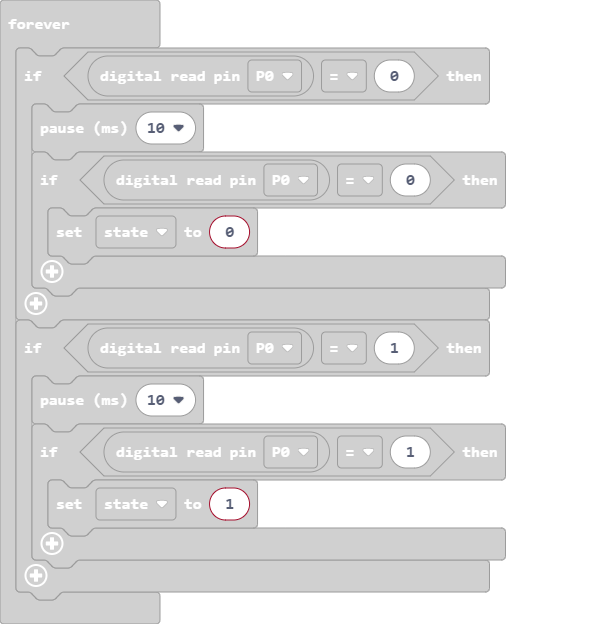 forever
if digital read pin P0 = 0 then
pause (ms) 10
if digital read pin P0 = 0 then
set state to 0
if digital read pin P0 = 1 then
pause (ms) 10
if digital read pin P0 = 1 then
set state to 1